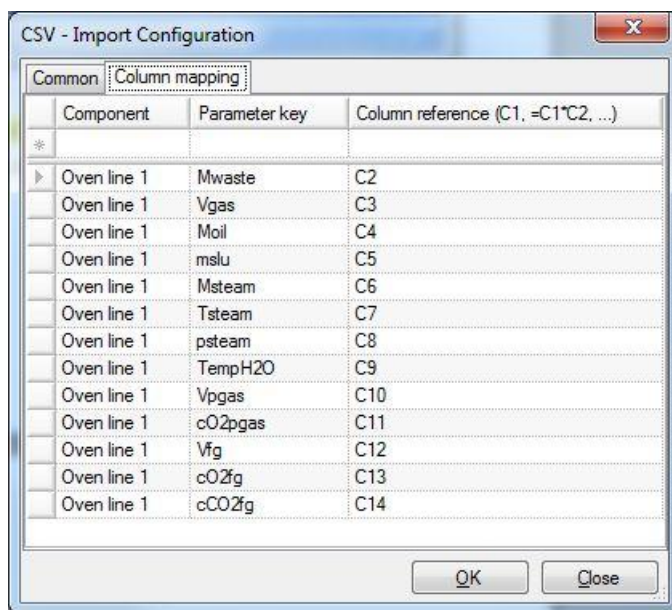 CSV - Import Configuration
x
Common Column mapping
Component Parameter key Column reference (C1, =C1*C2, ...)
Oven line 1 Mwaste C2
Oven line 1 Vgas C3
Oven line 1 Moil C4
Oven line 1 mslu C5
Oven line 1 Msteam C6
Oven line 1 Tsteam C7
Oven line 1 psteam C8
Oven line 1 TempH2O C9
Oven line 1 Vpgas C10
Oven line 1 cO2pgas C11
Oven line 1 Vfg C12
Oven line 1 cO2fg C13
Oven line 1 cCO2fg C14
OK Close